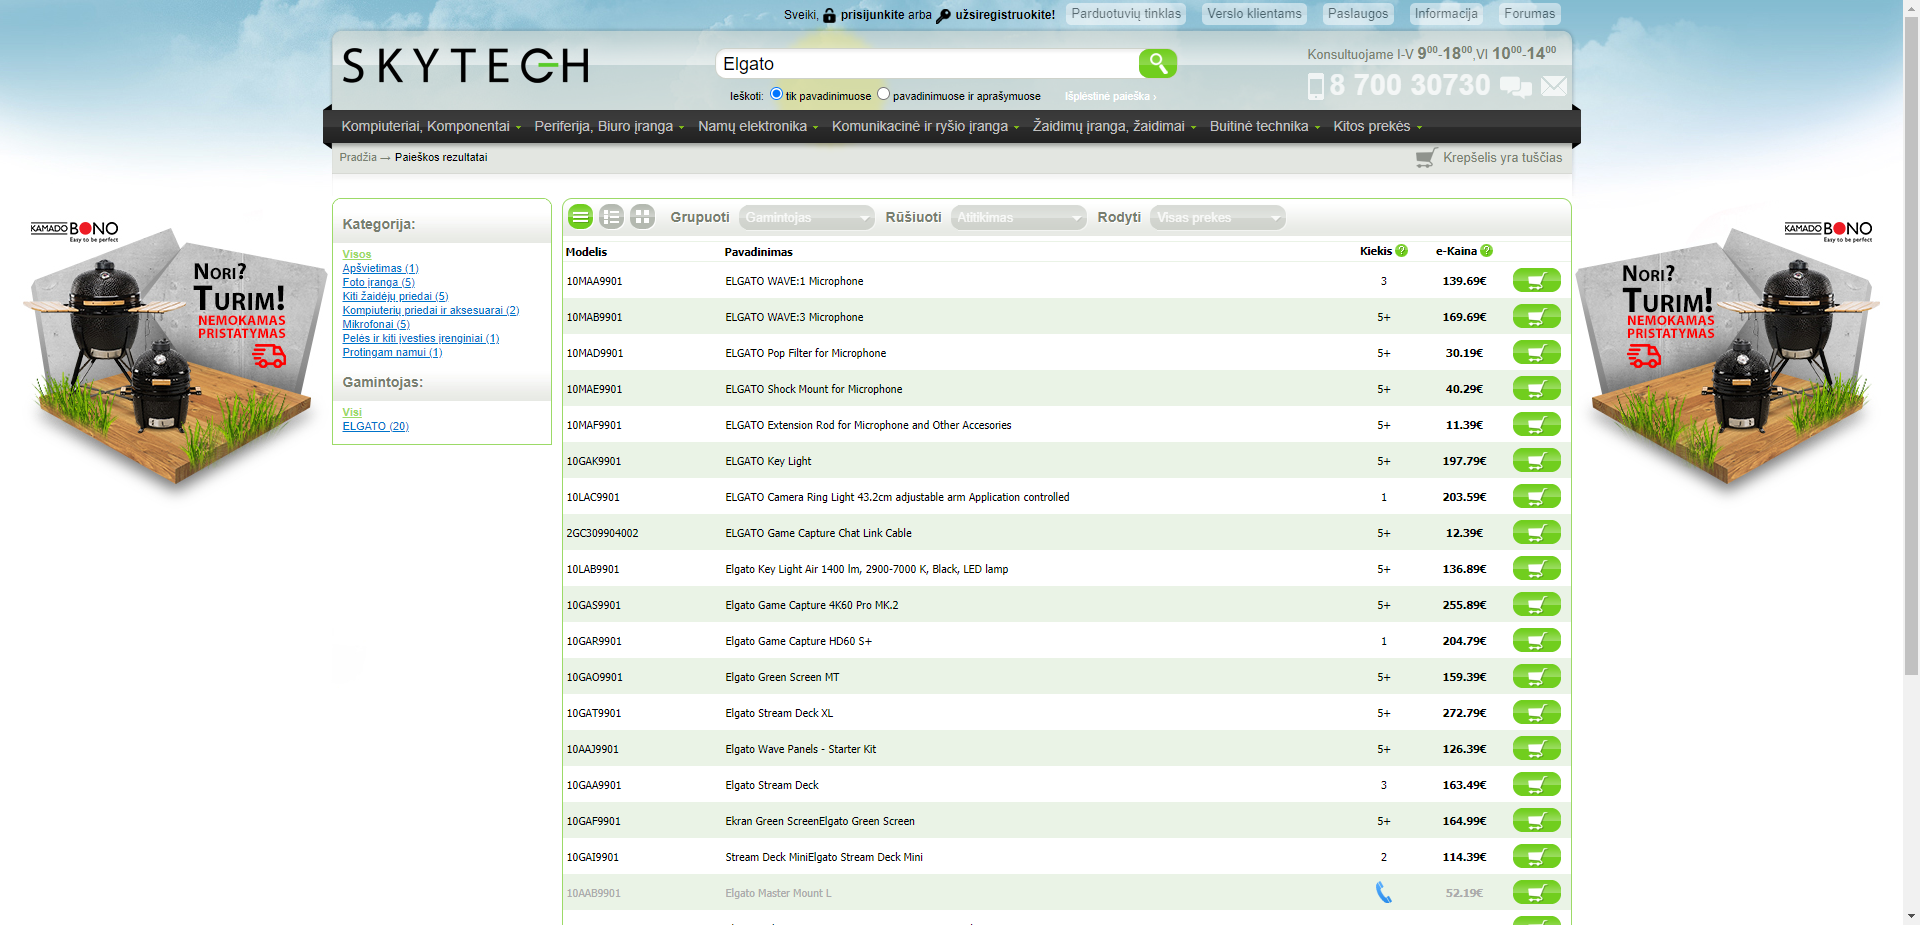 Sveiki, prisijunkite arba užsiregistruokite!
Parduotuvių tinklas Verslo klientams Paslaugos Informacija Forumas
SKYTECH
Elgato
Konsultuojame I-V 9⁰⁰-18⁰⁰,VI 10⁰⁰-14⁰⁰
8 700 30730
Ieškoti: tik pavadinimuose pavadinimuose ir aprašymuose Išplėstinė paieška ›
Kompiuteriai, Komponentai Periferija, Biuro įranga Namų elektronika Komunikacinė ir ryšio įranga Žaidimų įranga, žaidimai Buitinė technika Kitos prekės
Pradžia → Paieškos rezultatai
Krepšelis yra tuščias
KAMADO BONO
Easy to be perfect
Nori?
Turim!
NEMOKAMAS
PRISTATYMAS
Kategorija:
Visos
Apšvietimas (1)
Foto įranga (5)
Kiti žaidėjų priedai (5)
Kompiuterių priedai ir aksesuarai (2)
Mikrofonai (5)
Pelės ir kiti įvesties įrenginiai (1)
Protingam namui (1)
Gamintojas:
Visi
ELGATO (20)
Grupuoti Gamintojas Rūšiuoti Atitikimas Rodyti Visas prekes
Modelis Pavadinimas Kiekis ? e-Kaina ?
10MAA9901 ELGATO WAVE:1 Microphone 3 139.69€
10MAB9901 ELGATO WAVE:3 Microphone 5+ 169.69€
10MAD9901 ELGATO Pop Filter for Microphone 5+ 30.19€
10MAE9901 ELGATO Shock Mount for Microphone 5+ 40.29€
10MAF9901 ELGATO Extension Rod for Microphone and Other Accesories 5+ 11.39€
10GAK9901 ELGATO Key Light 5+ 197.79€
10LAC9901 ELGATO Camera Ring Light 43.2cm adjustable arm Application controlled 1 203.59€
2GC309904002 ELGATO Game Capture Chat Link Cable 5+ 12.39€
10LAB9901 Elgato Key Light Air 1400 lm, 2900-7000 K, Black, LED lamp 5+ 136.89€
10GAS9901 Elgato Game Capture 4K60 Pro MK.2 5+ 255.89€
10GAR9901 Elgato Game Capture HD60 S+ 1 204.79€
10GAO9901 Elgato Green Screen MT 5+ 159.39€
10GAT9901 Elgato Stream Deck XL 5+ 272.79€
10AAJ9901 Elgato Wave Panels - Starter Kit 5+ 126.39€
10GAA9901 Elgato Stream Deck 3 163.49€
10GAF9901 Ekran Green ScreenElgato Green Screen 5+ 164.99€
10GAI9901 Stream Deck MiniElgato Stream Deck Mini 2 114.39€
10AAB9901 Elgato Master Mount L 52.19€
KAMADO BONO
Easy to be perfect
Nori?
Turim!
NEMOKAMAS
PRISTATYMAS